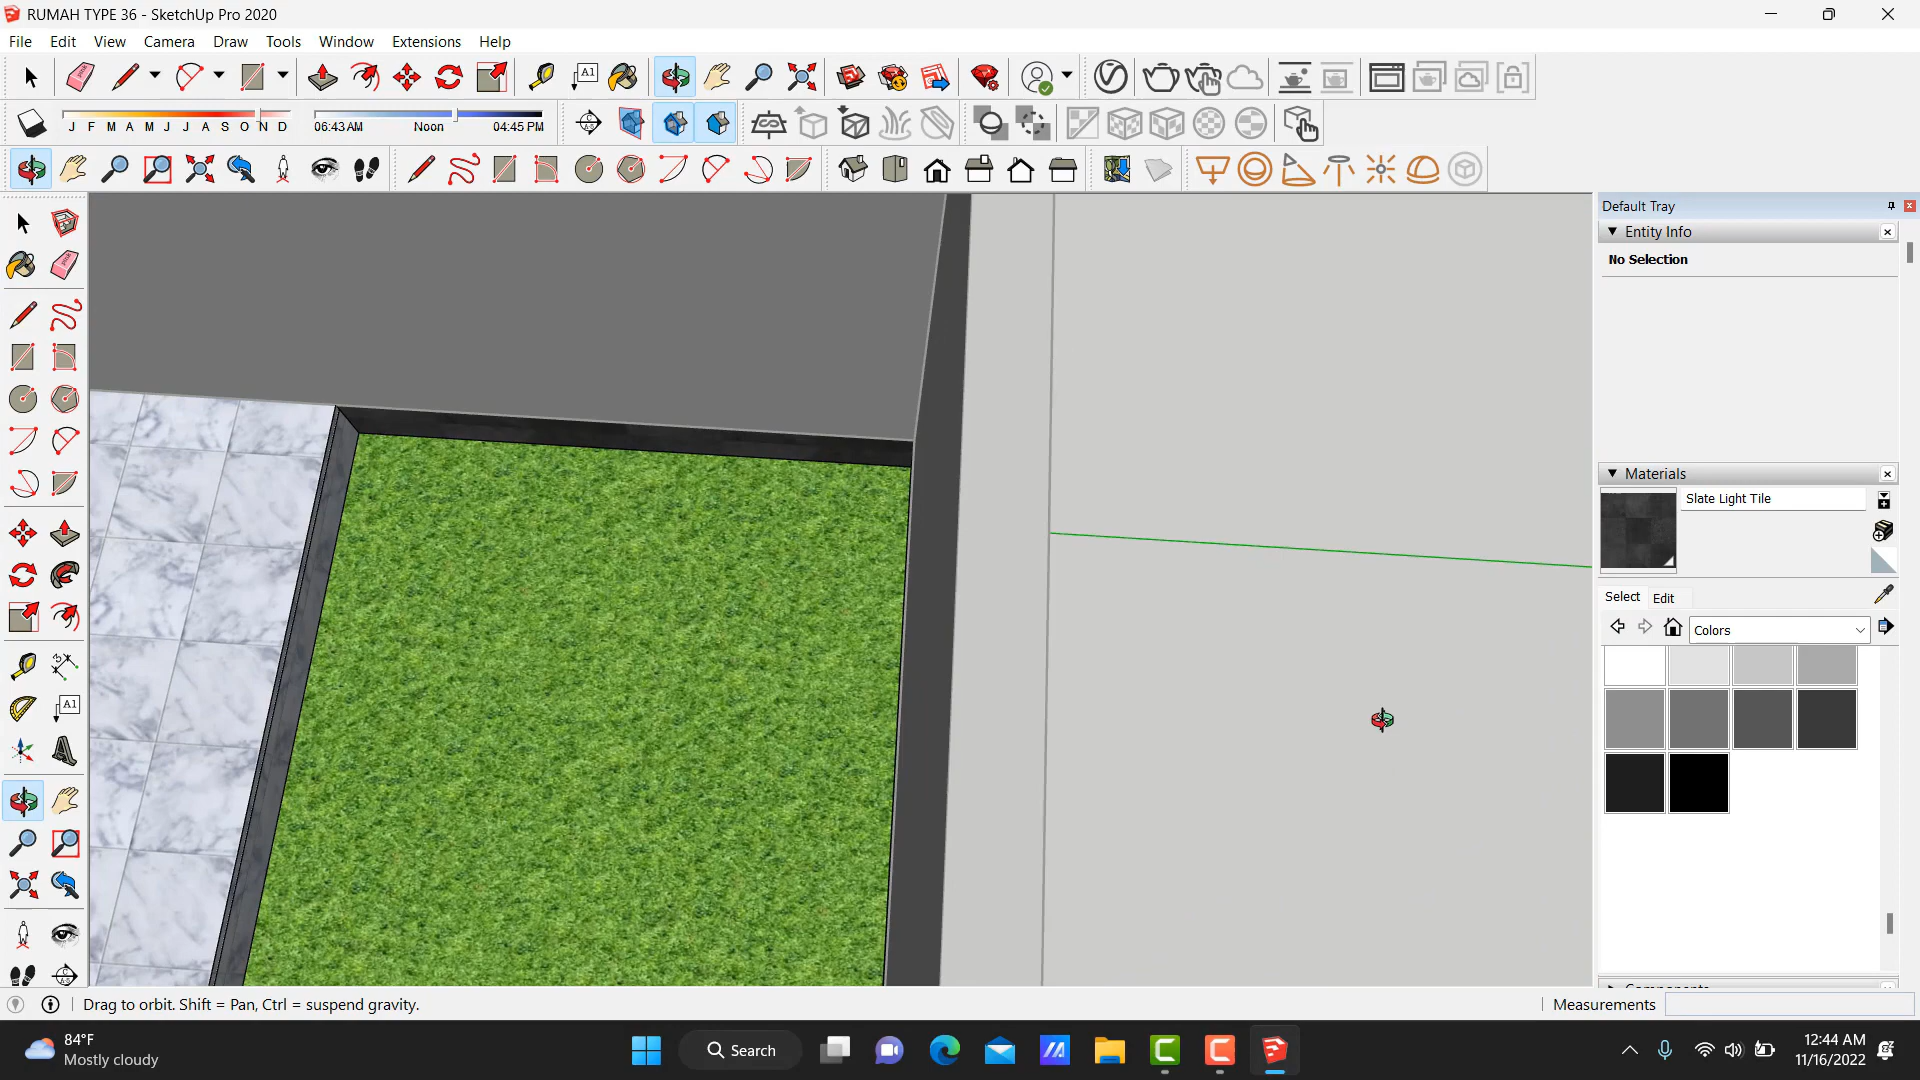 RUMAH TYPE 36 - SketchUp Pro 2020
File Edit View Camera Draw Tools Window Extensions Help
A1
J F M A M J J A S O N D
06:43 AM Noon 04:45 PM
Default Tray
Entity Info
No Selection
Materials
Slate Light Tile
Select Edit
Colors
A1
Drag to orbit. Shift = Pan, Ctrl = suspend gravity.
Measurements
84°F
Mostly cloudy
Search
12:44 AM
11/16/2022